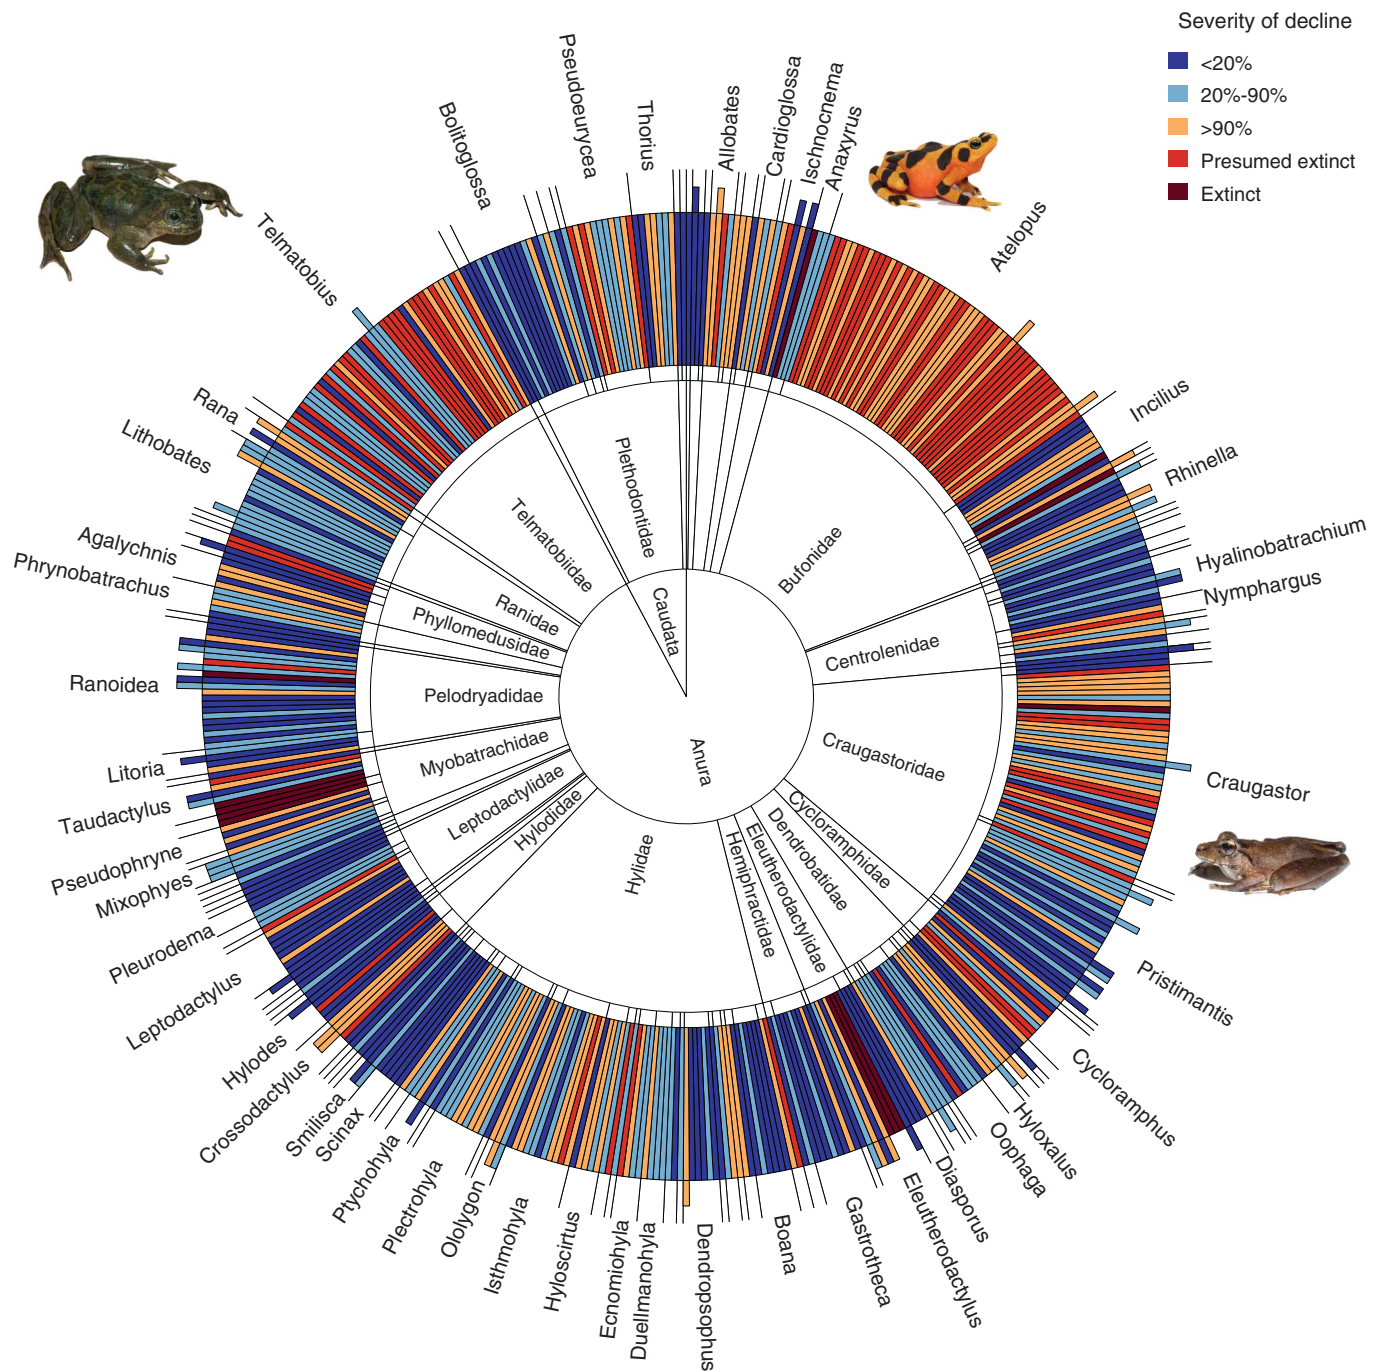 Severity of decline
<20%
20%-90%
>90%
Presumed extinct
Extinct
Bolitoglossa
Pseudoeurycea
Thorius
Allobates
Cardioglossa
Ischnocnema
Anaxyrus
Atelopus
Incilius
Rhinella
Hyalinobatrachium
Nymphargus
Craugastor
Pristimantis
Cycloramphus
Hyloxalus
Oophaga
Diasporus
Eleutherodactylus
Gastrotheca
Boana
Dendropsophus
Duellmanohyla
Ecnomiohyla
Hyloscirtus
Isthmohyla
Ololygon
Plectrohyla
Ptychohyla
Scinax
Smilisca
Crossodactylus
Hylodes
Leptodactylus
Pleurodema
Mixophyes
Pseudophryne
Taudactylus
Litoria
Ranoidea
Phrynobatrachus
Agalychnis
Lithobates
Rana
Telmatobius
Plethodontidae
Bufonidae
Centrolenidae
Craugastoridae
Cycloramphidae
Dendrobatidae
Eleutherodactylidae
Hemiphractidae
Hylidae
Hylodidae
Leptodactylidae
Myobatrachidae
Pelodryadidae
Phyllomedusidae
Ranidae
Telmatobiidae
Caudata
Anura